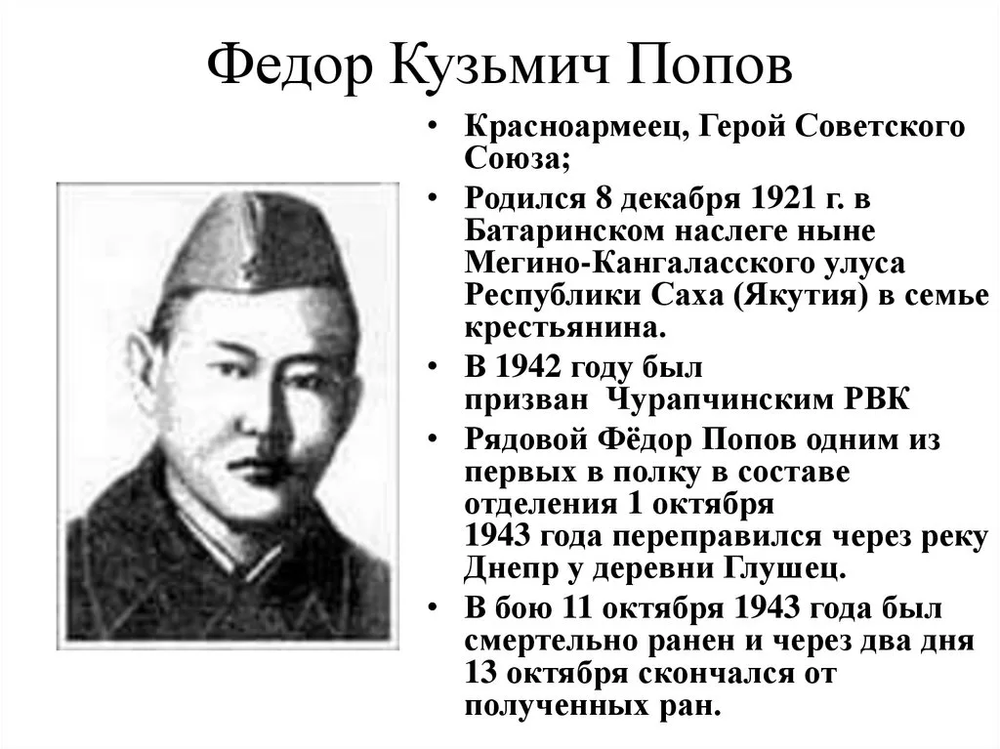 Федор Кузьмич Попов
• Красноармеец, Герой Советского
Союза;
• Родился 8 декабря 1921 г. в
Батаринском наслеге ныне
Мегино-Кангаласского улуса
Республики Саха (Якутия) в семье
крестьянина.
• В 1942 году был
призван  Чурапчинским РВК
• Рядовой Фёдор Попов одним из
первых в полку в составе
отделения 1 октября
1943 года переправился через реку
Днепр у деревни Глушец.
• В бою 11 октября 1943 года был
смертельно ранен и через два дня
13 октября скончался от
полученных ран.